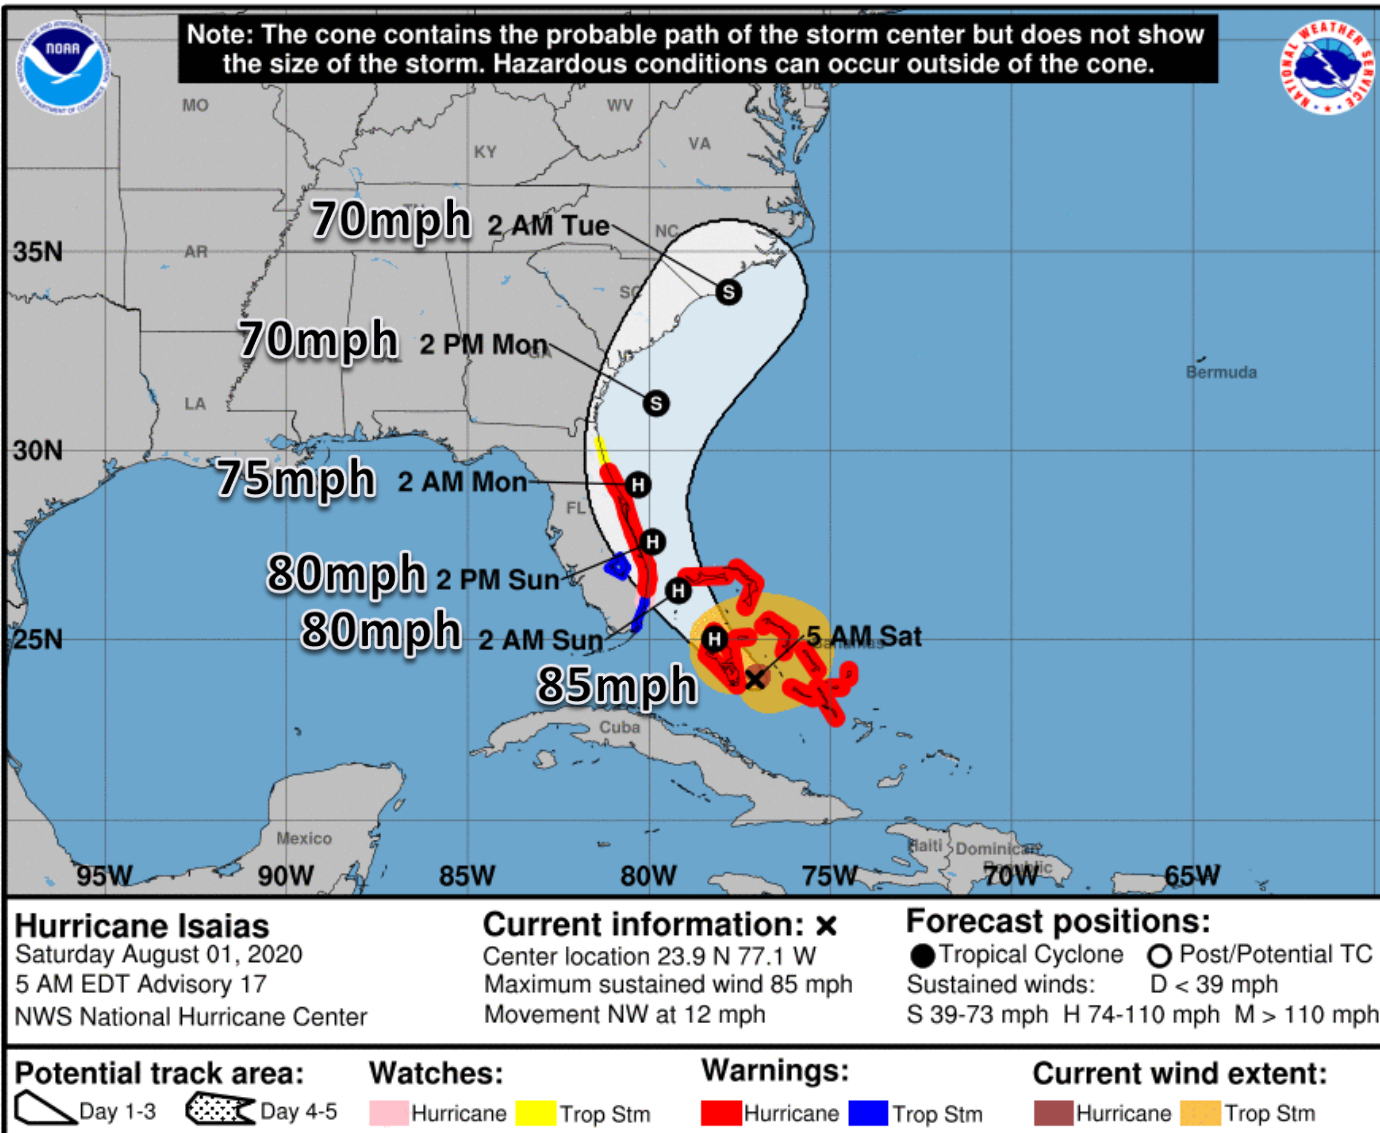 Note: The cone contains the probable path of the storm center but does not show
the size of the storm. Hazardous conditions can occur outside of the cone.
NOAA
NATIONAL WEATHER SERVICE
MO
WV
KY
VA
70mph 2 AM Tue
NC
35N
AR
SC
70mph 2 PM Mon
GA
Bermuda
LA
30N
75mph 2 AM Mon
FL
80mph 2 PM Sun
80mph 2 AM Sun
25N
5 AM Sat
85mph
S
S
H
H
H
H
Cuba
Mexico
Haiti
Dominican
Republic
95W 90W 85W 80W 75W 70W 65W
Hurricane Isaias
Saturday August 01, 2020
5 AM EDT Advisory 17
NWS National Hurricane Center
Current information: x
Center location 23.9 N 77.1 W
Maximum sustained wind 85 mph
Movement NW at 12 mph
Forecast positions:
Tropical Cyclone Post/Potential TC
Sustained winds: D < 39 mph
S 39-73 mph H 74-110 mph M > 110 mph
Potential track area:
Day 1-3 Day 4-5
Watches:
Hurricane Trop Stm
Warnings:
Hurricane Trop Stm
Current wind extent:
Hurricane Trop Stm